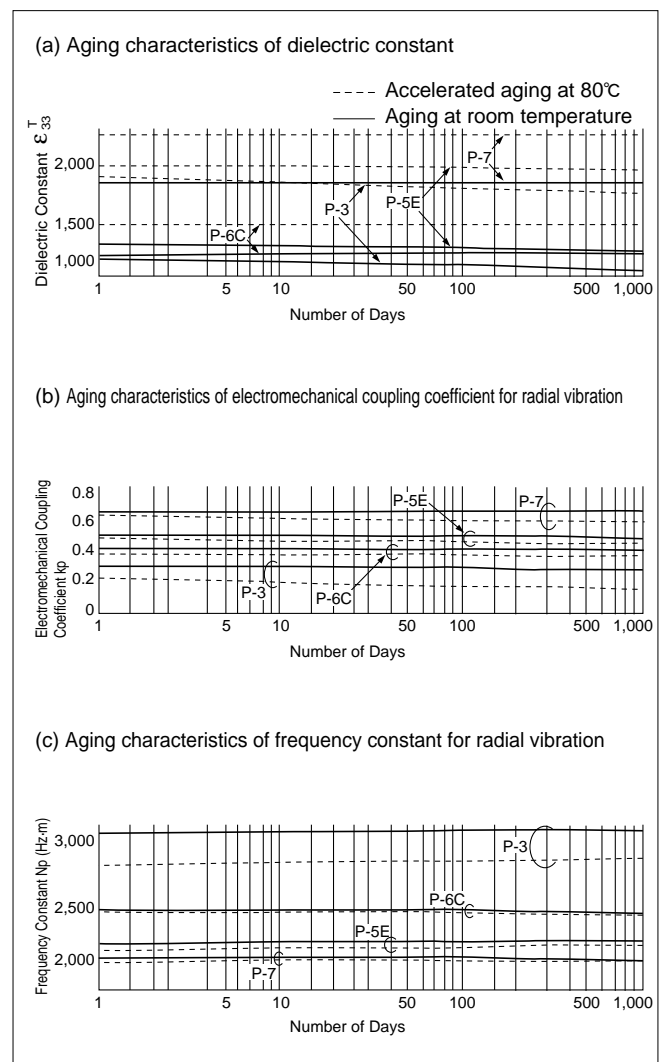 (a) Aging characteristics of dielectric constant
Accelerated aging at 80℃
Aging at room temperature
Dielectric Constant ε33T
2,000
1,500
1,000
P-7
P-3
P-5E
P-6C
1 5 10 50 100 500 1,000
Number of Days
(b) Aging characteristics of electromechanical coupling coefficient for radial vibration
Electromechanical Coupling
Coefficient kp
0.8
0.6
0.4
0.2
0
P-5E
P-7
P-3
P-6C
1 5 10 50 100 500 1,000
Number of Days
(c) Aging characteristics of frequency constant for radial vibration
Frequency Constant Np (Hz·m)
3,000
2,500
2,000
P-3
P-6C
P-5E
P-7
1 5 10 50 100 500 1,000
Number of Days